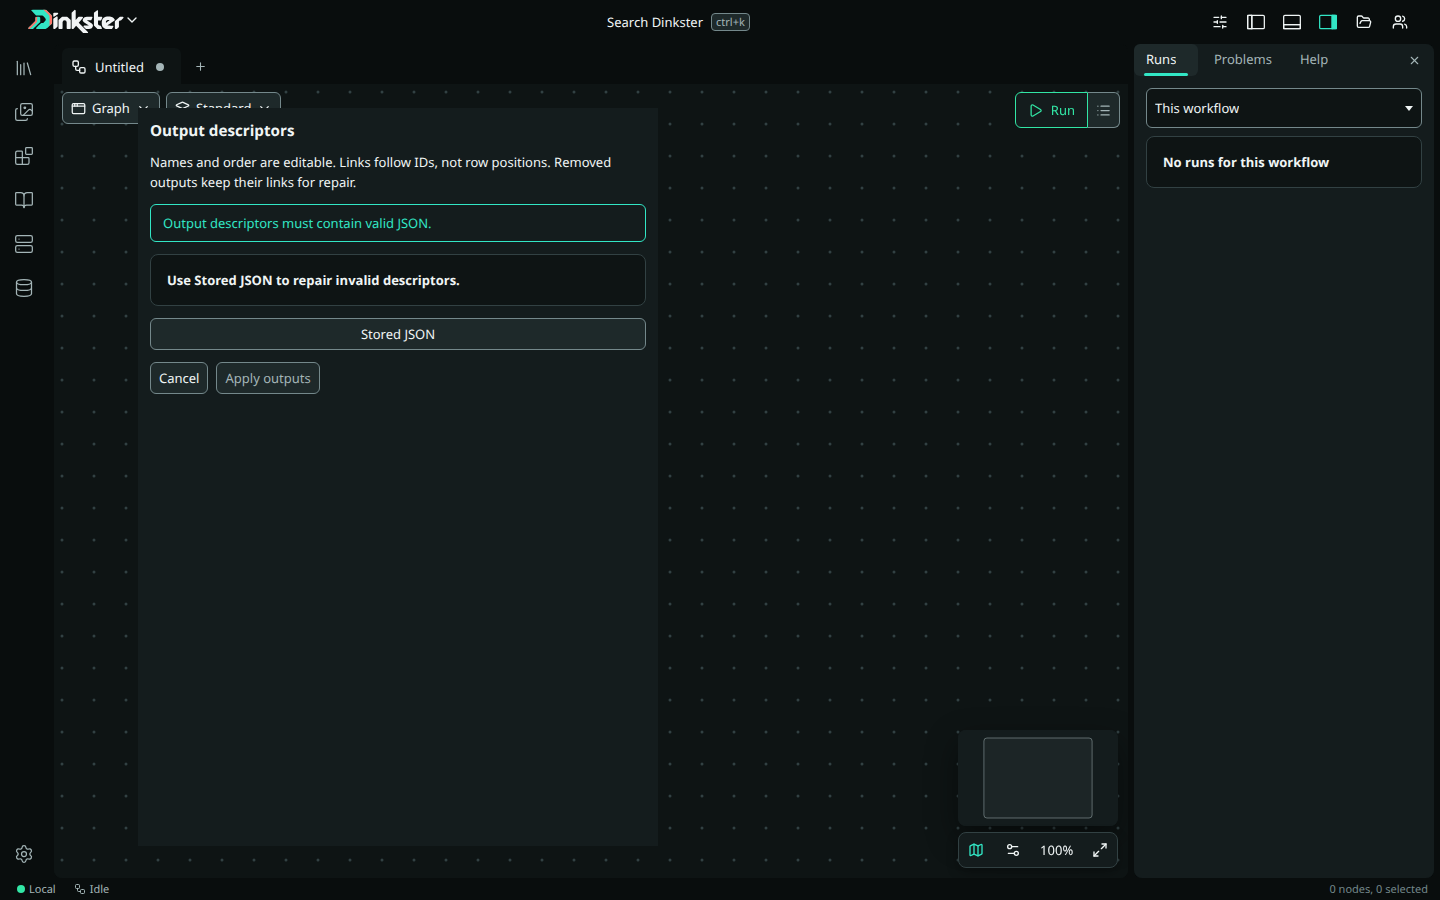 Dinkster
Search Dinkster ctrl+k
Untitled
Graph
Standard
Run
Output descriptors
Names and order are editable. Links follow IDs, not row positions. Removed
outputs keep their links for repair.
Output descriptors must contain valid JSON.
Use Stored JSON to repair invalid descriptors.
Stored JSON
Cancel
Apply outputs
Runs
Problems
Help
This workflow
No runs for this workflow
100%
Local
Idle
0 nodes, 0 selected